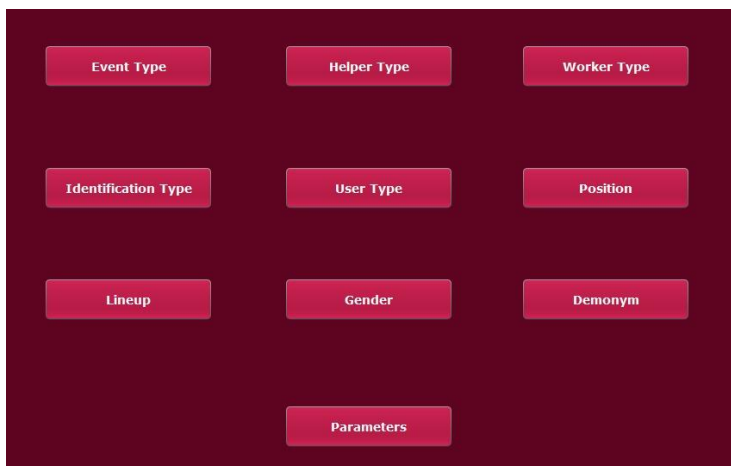 Event Type
Helper Type
Worker Type
Identification Type
User Type
Position
Lineup
Gender
Demonym
Parameters